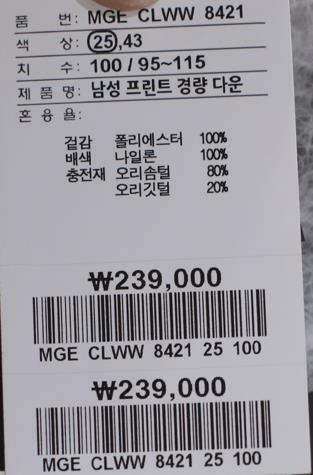 품 번: MGE CLWW 8421
색 상: 25,43
치 수: 100 / 95~115
제 품 명: 남성 프린트 경량 다운
혼 용 율:
겉감 폴리에스터 100%
배색 나일론 100%
충전재 오리솜털 80%
오리깃털 20%
₩239,000
MGE CLWW 8421 25 100
₩239,000
MGE CLWW 8421 25 100